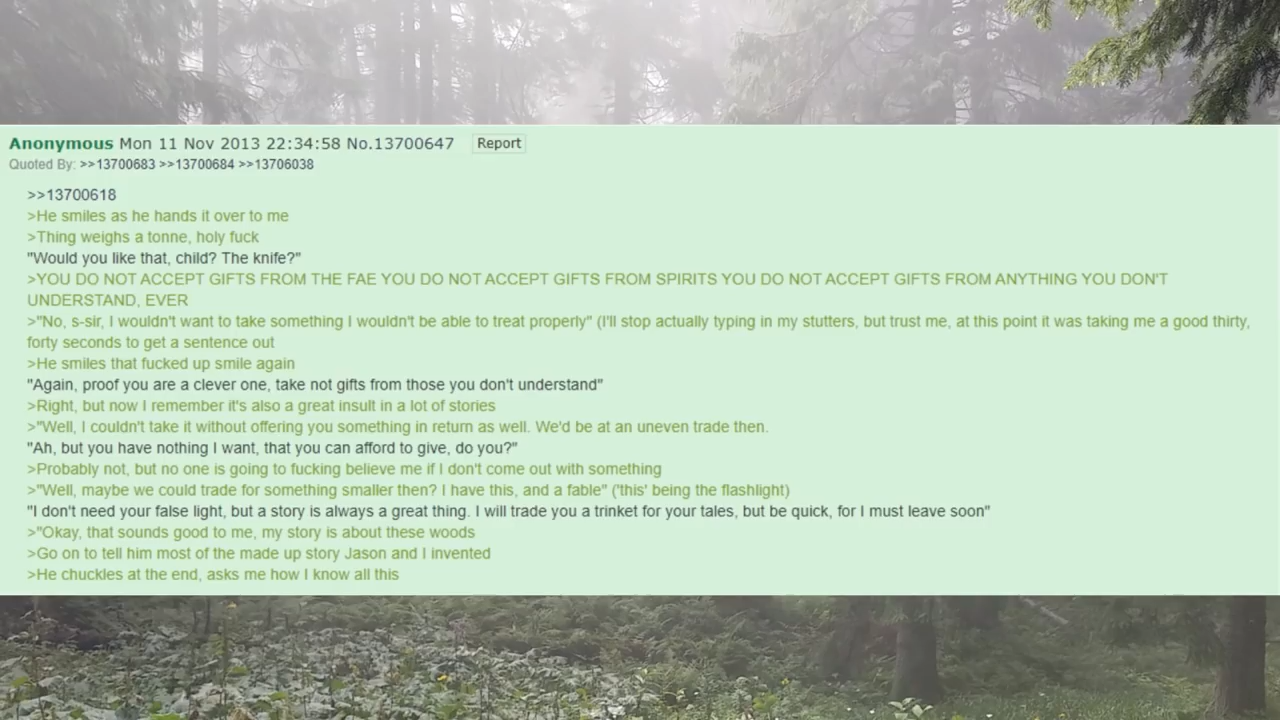 Anonymous Mon 11 Nov 2013 22:34:58 No.13700647 Report
Quoted By: >>13700683 >>13700684 >>13706038
>>13700618
>He smiles as he hands it over to me
>Thing weighs a tonne, holy fuck
"Would you like that, child? The knife?"
>YOU DO NOT ACCEPT GIFTS FROM THE FAE YOU DO NOT ACCEPT GIFTS FROM SPIRITS YOU DO NOT ACCEPT GIFTS FROM ANYTHING YOU DON'T
UNDERSTAND, EVER
>"No, s-sir, I wouldn't want to take something I wouldn't be able to treat properly" (I'll stop actually typing in my stutters, but trust me, at this point it was taking me a good thirty,
forty seconds to get a sentence out
>He smiles that fucked up smile again
"Again, proof you are a clever one, take not gifts from those you don't understand"
>Right, but now I remember it's also a great insult in a lot of stories
>"Well, I couldn't take it without offering you something in return as well. We'd be at an uneven trade then.
"Ah, but you have nothing I want, that you can afford to give, do you?"
>Probably not, but no one is going to fucking believe me if I don't come out with something
>"Well, maybe we could trade for something smaller then? I have this, and a fable" ('this' being the flashlight)
"I don't need your false light, but a story is always a great thing. I will trade you a trinket for your tales, but be quick, for I must leave soon"
>"Okay, that sounds good to me, my story is about these woods
>Go on to tell him most of the made up story Jason and I invented
>He chuckles at the end, asks me how I know all this